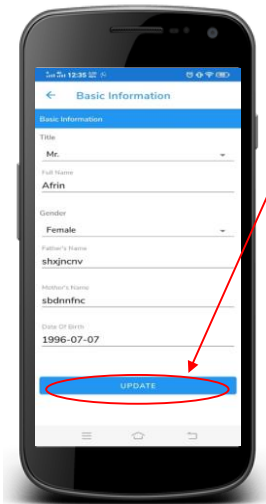 12:35
Basic Information
Basic Information
Title
Mr.
Full Name
Afrin
Gender
Female
Father's Name
shxjncnv
Mother's Name
sbdnnfnc
Date Of Birth
1996-07-07
UPDATE